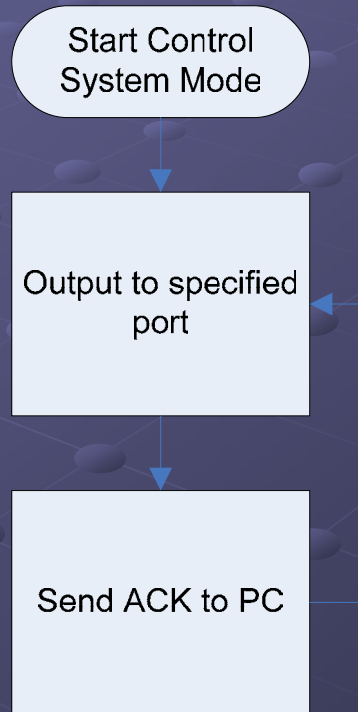 Start Control
System Mode
Output to specified
port
Send ACK to PC